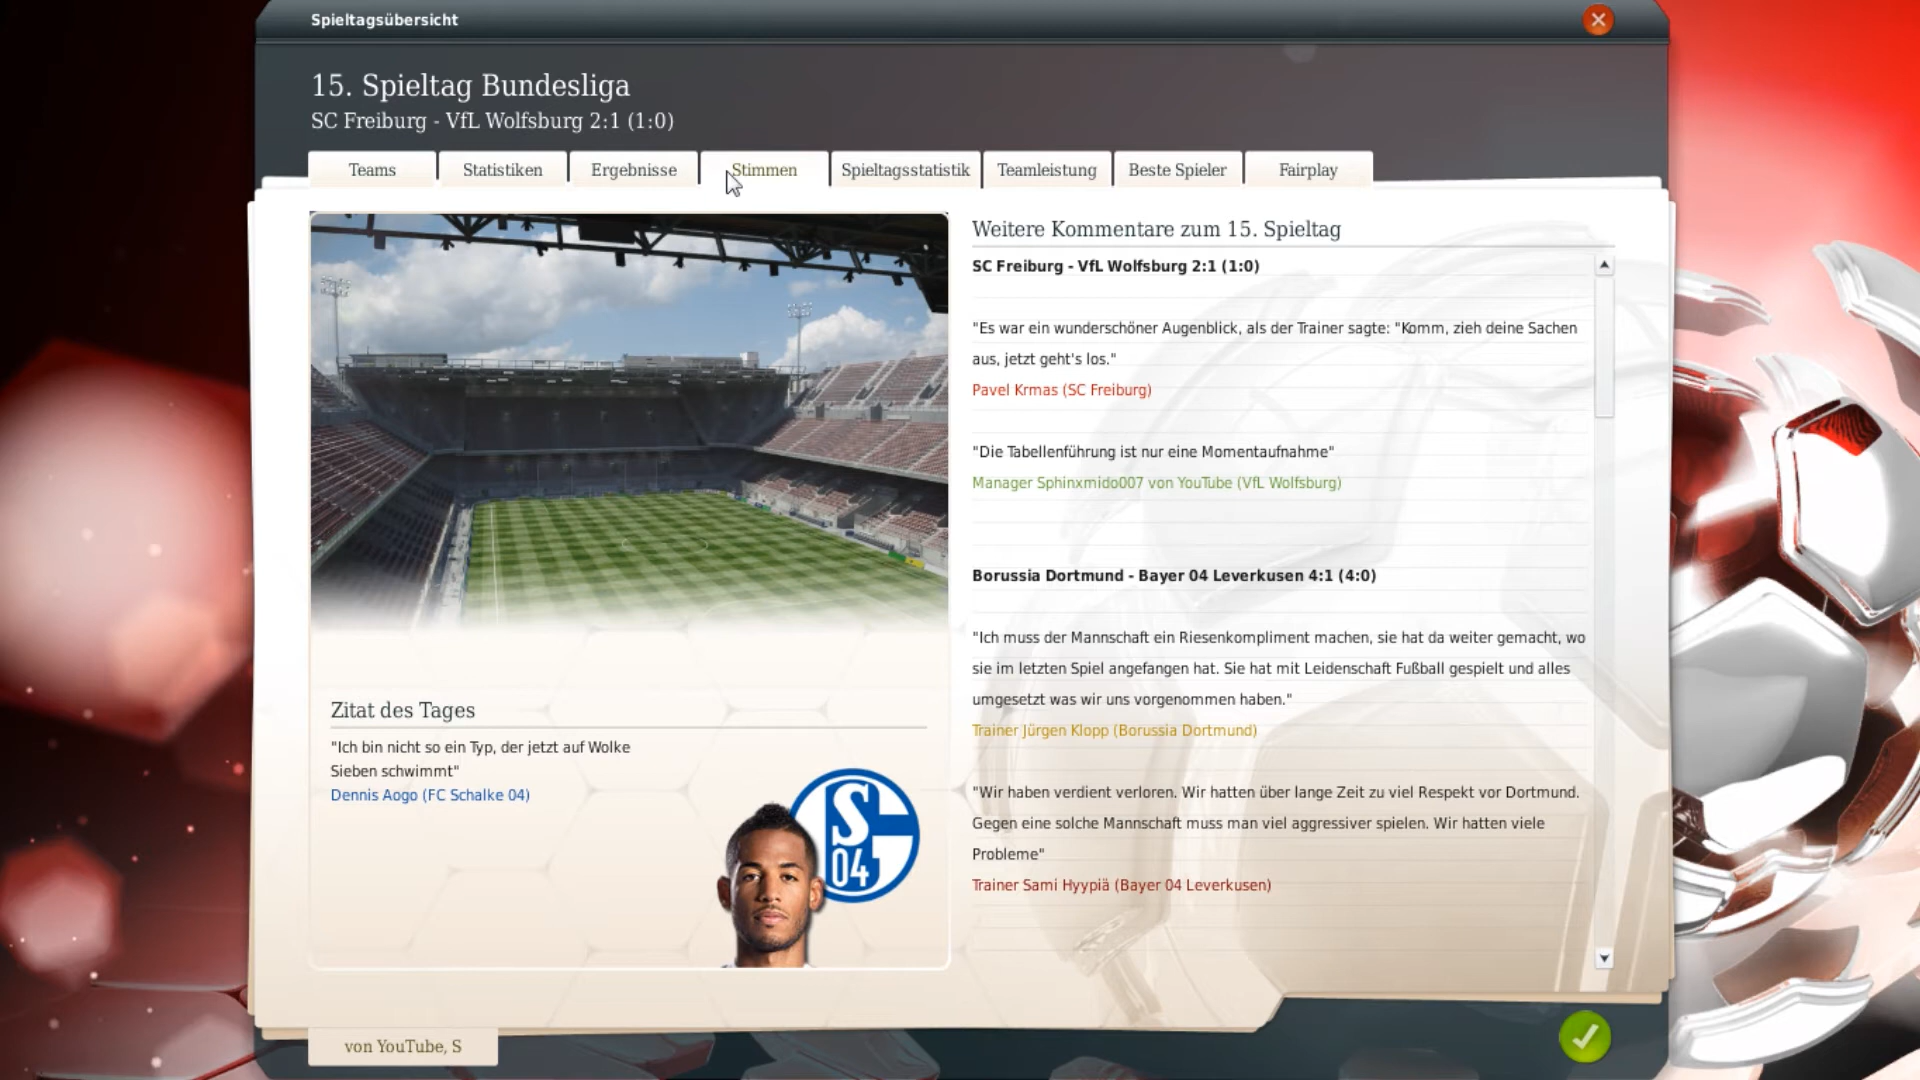 Spieltagsübersicht
15. Spieltag Bundesliga
SC Freiburg - VfL Wolfsburg 2:1 (1:0)
Teams Statistiken Ergebnisse Stimmen Spieltagsstatistik Teamleistung Beste Spieler Fairplay
Weitere Kommentare zum 15. Spieltag
SC Freiburg - VfL Wolfsburg 2:1 (1:0)
"Es war ein wunderschöner Augenblick, als der Trainer sagte: "Komm, zieh deine Sachen
aus, jetzt geht's los."
Pavel Krmas (SC Freiburg)
"Die Tabellenführung ist nur eine Momentaufnahme"
Manager Sphinxmido007 von YouTube (VfL Wolfsburg)
Borussia Dortmund - Bayer 04 Leverkusen 4:1 (4:0)
"Ich muss der Mannschaft ein Riesenkompliment machen, sie hat da weiter gemacht, wo
sie im letzten Spiel angefangen hat. Sie hat mit Leidenschaft Fußball gespielt und alles
umgesetzt was wir uns vorgenommen haben."
Trainer Jürgen Klopp (Borussia Dortmund)
"Wir haben verdient verloren. Wir hatten über lange Zeit zu viel Respekt vor Dortmund.
Gegen eine solche Mannschaft muss man viel aggressiver spielen. Wir hatten viele
Probleme"
Trainer Sami Hyypiä (Bayer 04 Leverkusen)
Zitat des Tages
"Ich bin nicht so ein Typ, der jetzt auf Wolke
Sieben schwimmt"
Dennis Aogo (FC Schalke 04)
S
04
von YouTube, S